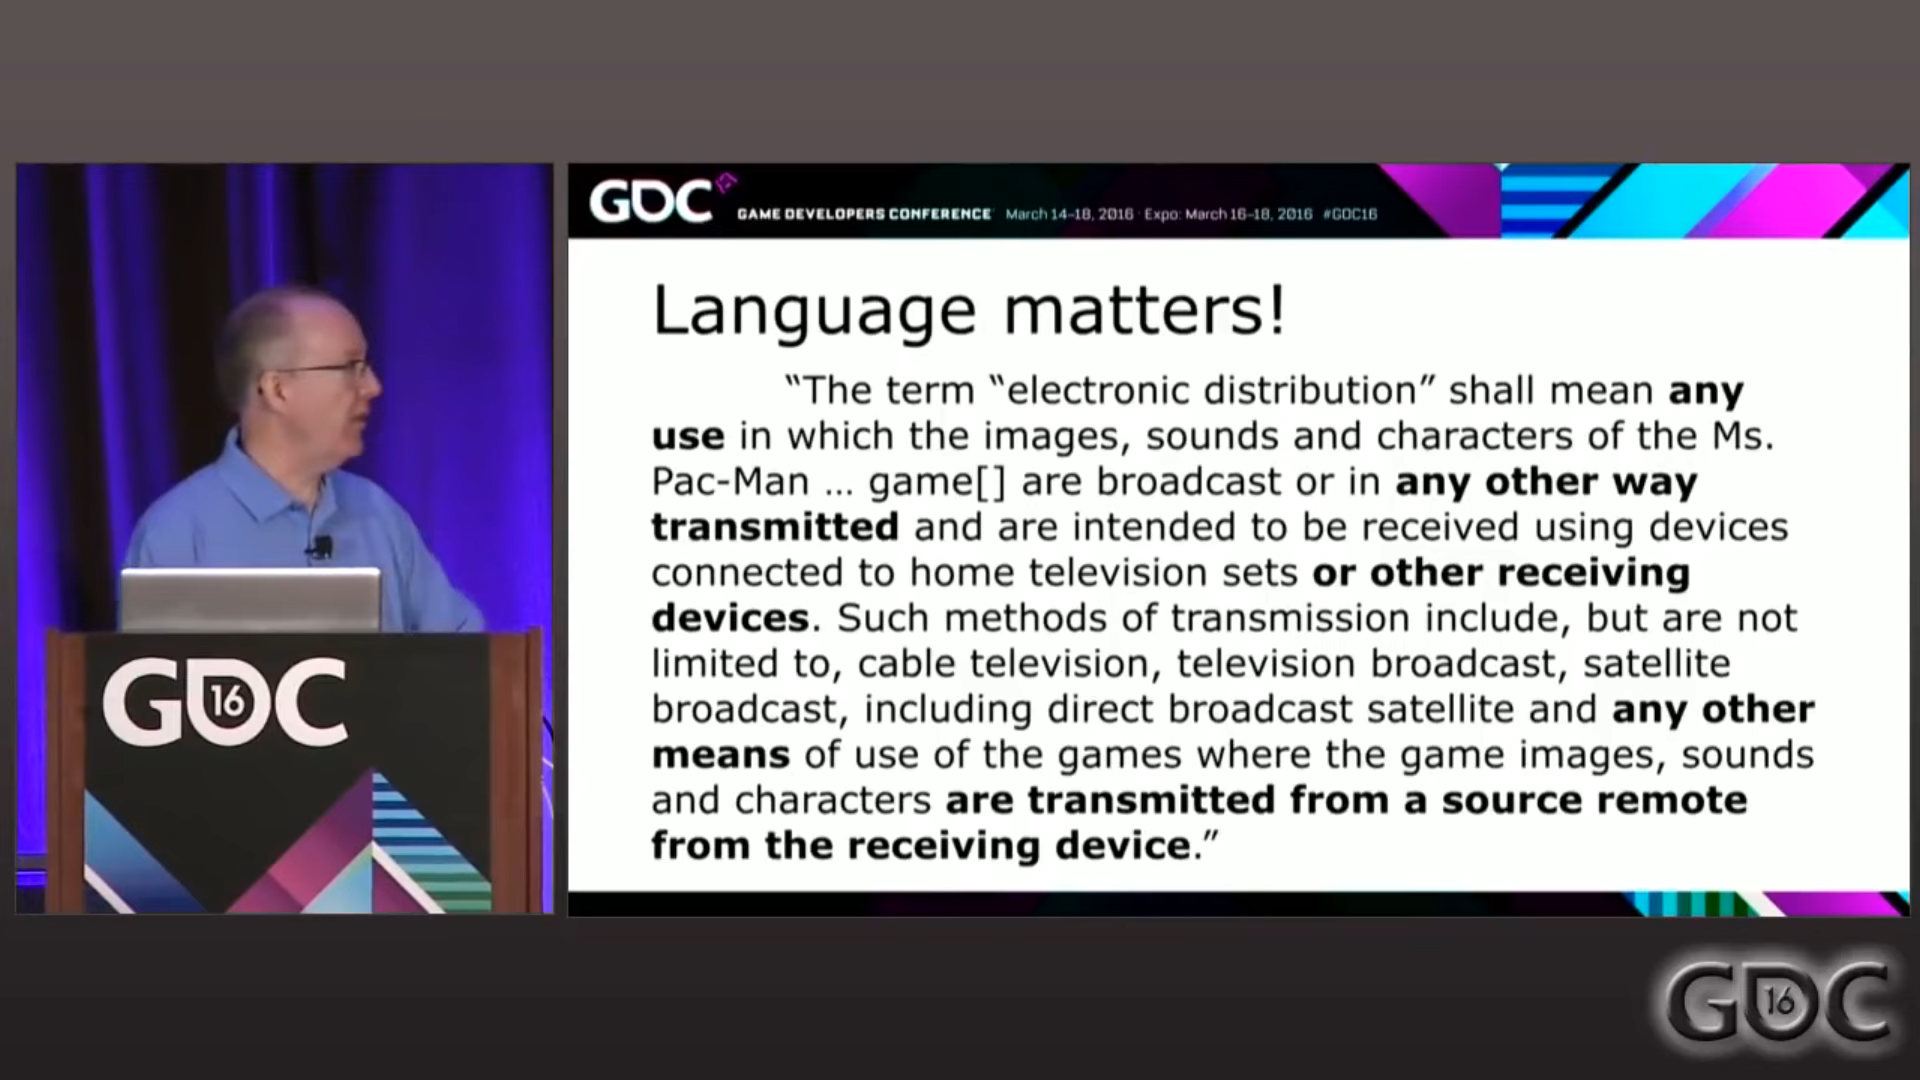 GDC
GAME DEVELOPERS CONFERENCE March 14-18, 2016 · Expo: March 16-18, 2016 #GDC16
Language matters!
“The term “electronic distribution” shall mean any
use in which the images, sounds and characters of the Ms.
Pac-Man ... game[] are broadcast or in any other way
transmitted and are intended to be received using devices
connected to home television sets or other receiving
devices. Such methods of transmission include, but are not
limited to, cable television, television broadcast, satellite
broadcast, including direct broadcast satellite and any other
means of use of the games where the game images, sounds
and characters are transmitted from a source remote
from the receiving device.”
GDC
16
GDC
16